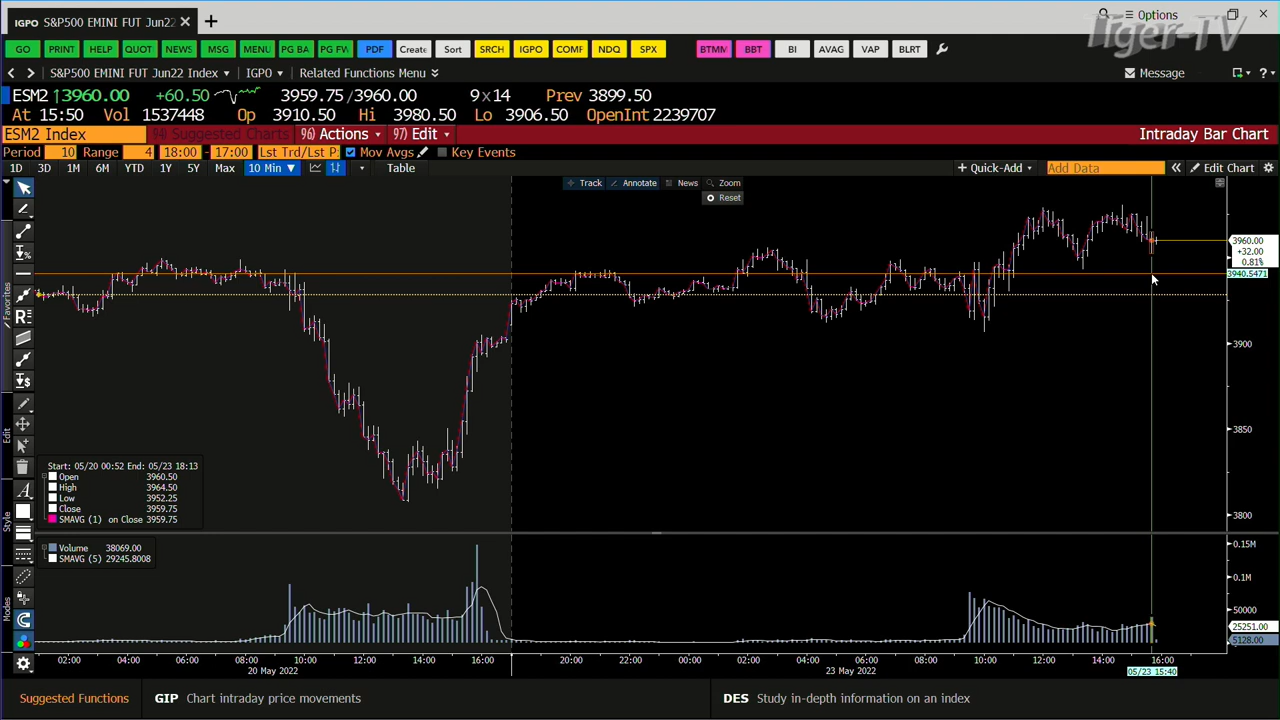 IGPO S&P500 EMINI FUT Jun22
Options
Tiger-TV
GO PRINT HELP QUOT NEWS MSG MENU PG BA PG FW PDF Create Sort SRCH IGPO COMF NDQ SPX BTMM BBT BI AVAG VAP BLRT
S&P500 EMINI FUT Jun22 Index IGPO Related Functions Menu Message
ESM2 ↑3960.00 +60.50 3959.75/3960.00 9x14 Prev 3899.50
At 15:50 Vol 1537448 Op 3910.50 Hi 3980.50 Lo 3906.50 OpenInt 2239707
ESM2 Index 94) Suggested Charts 96) Actions 97) Edit Intraday Bar Chart
Period 10 Range 4 18:00 - 17:00 Lst Trd/Lst P Mov Avgs Key Events
1D 3D 1M 6M YTD 1Y 5Y Max 10 Min ▼ Table + Quick-Add Add Data « Edit Chart
Track Annotate News Zoom
Reset
3960.00
+32.00
0.81%
3940.5471
3900
3850
3800
Favorites
Edit
Style
Modes
Start: 05/20 00:52 End: 05/23 18:13
Open 3960.50
High 3964.50
Low 3952.25
Close 3959.75
SMAVG (1) on Close 3959.75
Volume 38069.00
SMAVG (5) 29245.8008
0.15M
0.1M
50000
25251.00
5128.00
02:00 04:00 06:00 08:00 10:00 12:00 14:00 16:00 20:00 22:00 00:00 02:00 04:00 06:00 08:00 10:00 12:00 14:00 16:00
20 May 2022 23 May 2022 05/23 15:40
Suggested Functions GIP Chart intraday price movements DES Study in-depth information on an index